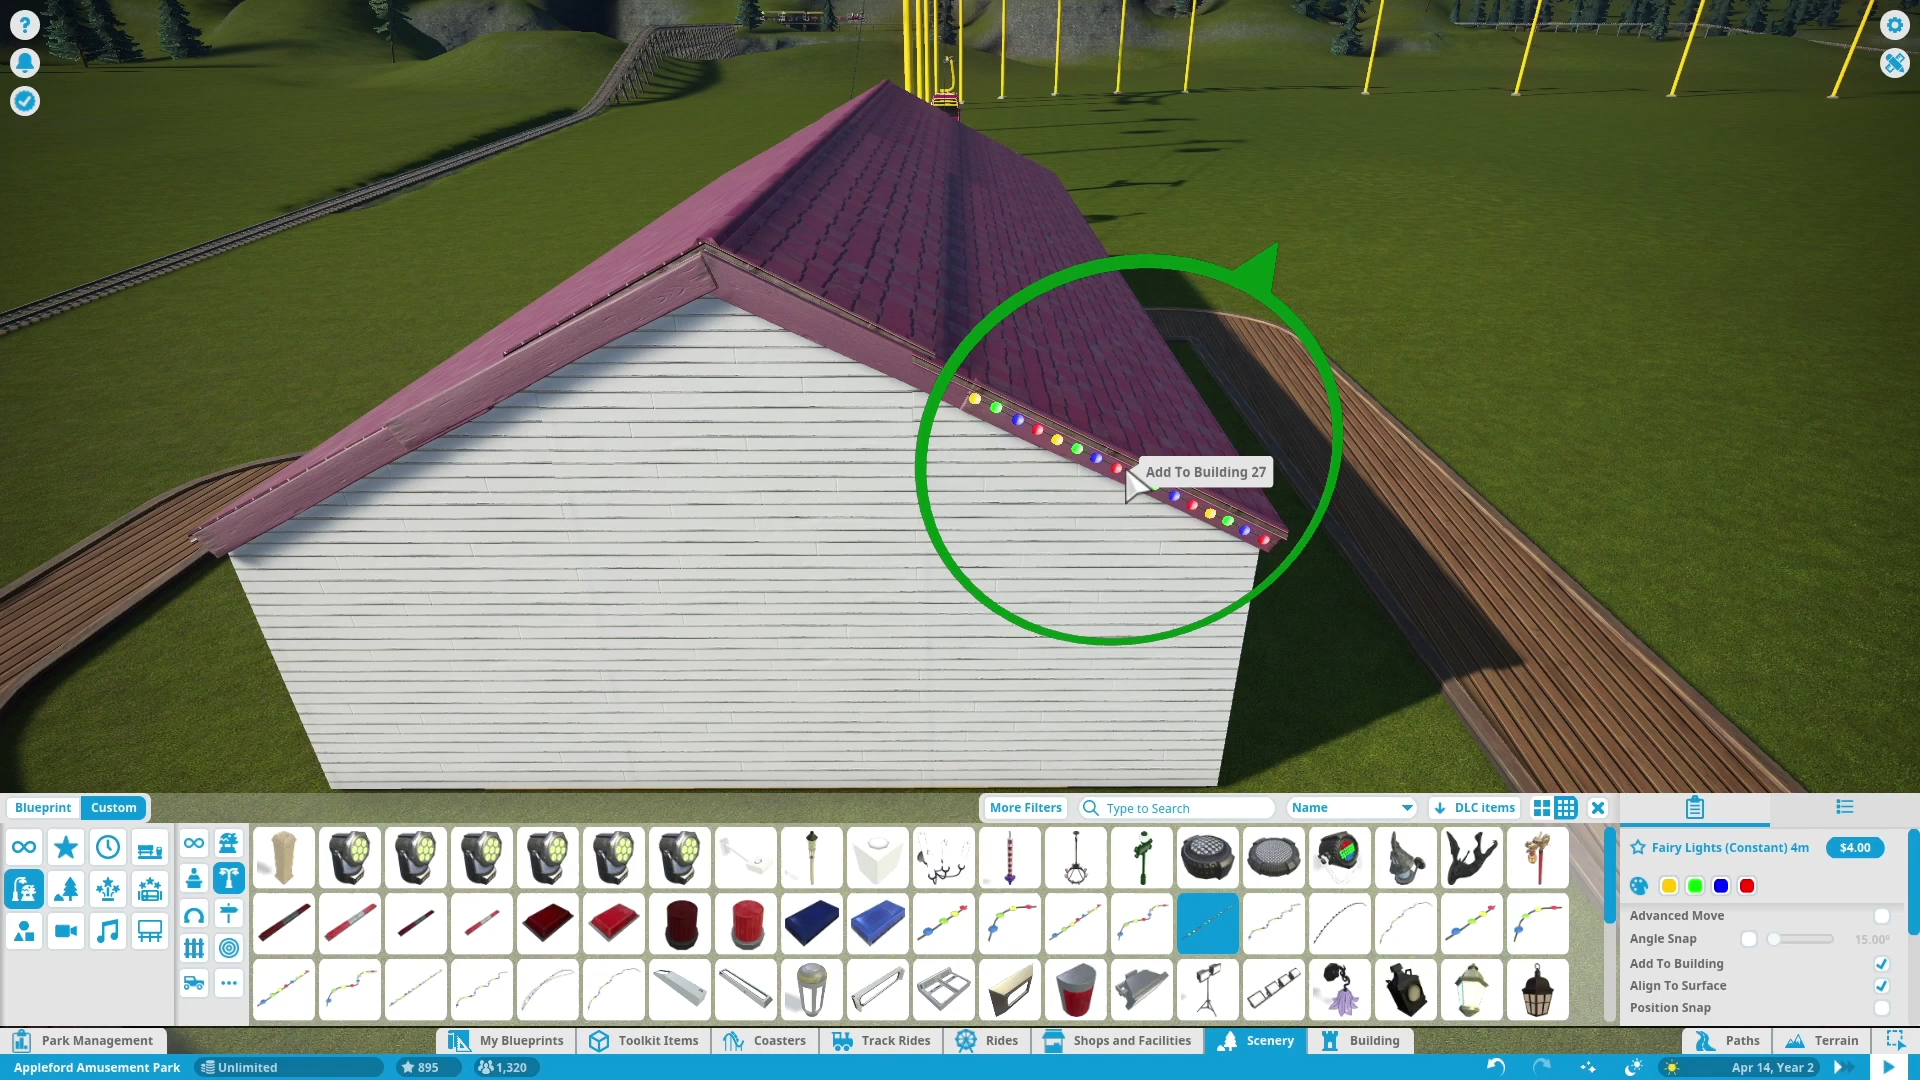 Add To Building 27
Blueprint
Custom
More Filters
Type to Search
Name
DLC items
Fairy Lights (Constant) 4m
$4.00
Advanced Move
Angle Snap
15.00°
Add To Building
Align To Surface
Position Snap
Park Management
My Blueprints
Toolkit Items
Coasters
Track Rides
Rides
Shops and Facilities
Scenery
Building
Paths
Terrain
Appleford Amusement Park
Unlimited
895
1,320
Apr 14, Year 2